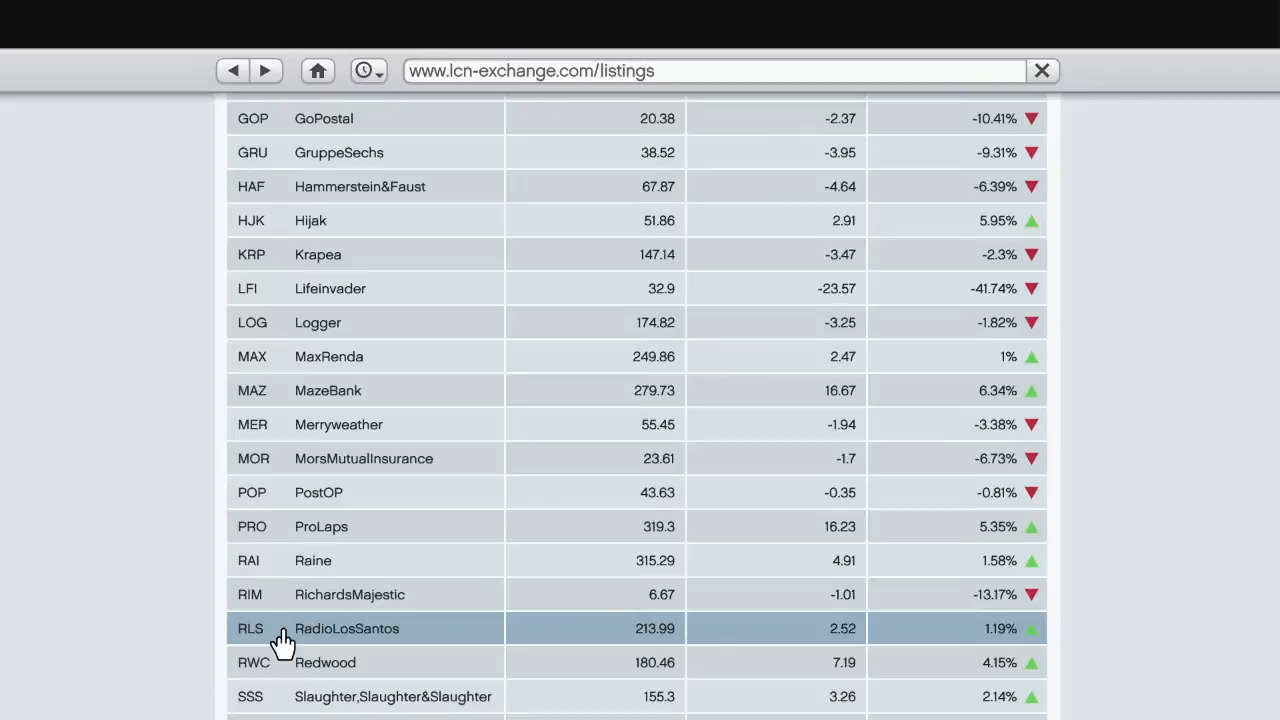 www.lcn-exchange.com/listings
GOP GoPostal 20.38 -2.37 -10.41%
GRU GruppeSechs 38.52 -3.95 -9.31%
HAF Hammerstein&Faust 67.87 -4.64 -6.39%
HJK Hijak 51.86 2.91 5.95%
KRP Krapea 147.14 -3.47 -2.3%
LFI Lifeinvader 32.9 -23.57 -41.74%
LOG Logger 174.82 -3.25 -1.82%
MAX MaxRenda 249.86 2.47 1%
MAZ MazeBank 279.73 16.67 6.34%
MER Merryweather 55.45 -1.94 -3.38%
MOR MorsMutualInsurance 23.61 -1.7 -6.73%
POP PostOP 43.63 -0.35 -0.81%
PRO ProLaps 319.3 16.23 5.35%
RAI Raine 315.29 4.91 1.58%
RIM RichardsMajestic 6.67 -1.01 -13.17%
RLS RadioLosSantos 213.99 2.52 1.19%
RWC Redwood 180.46 7.19 4.15%
SSS Slaughter,Slaughter&Slaughter 155.3 3.26 2.14%